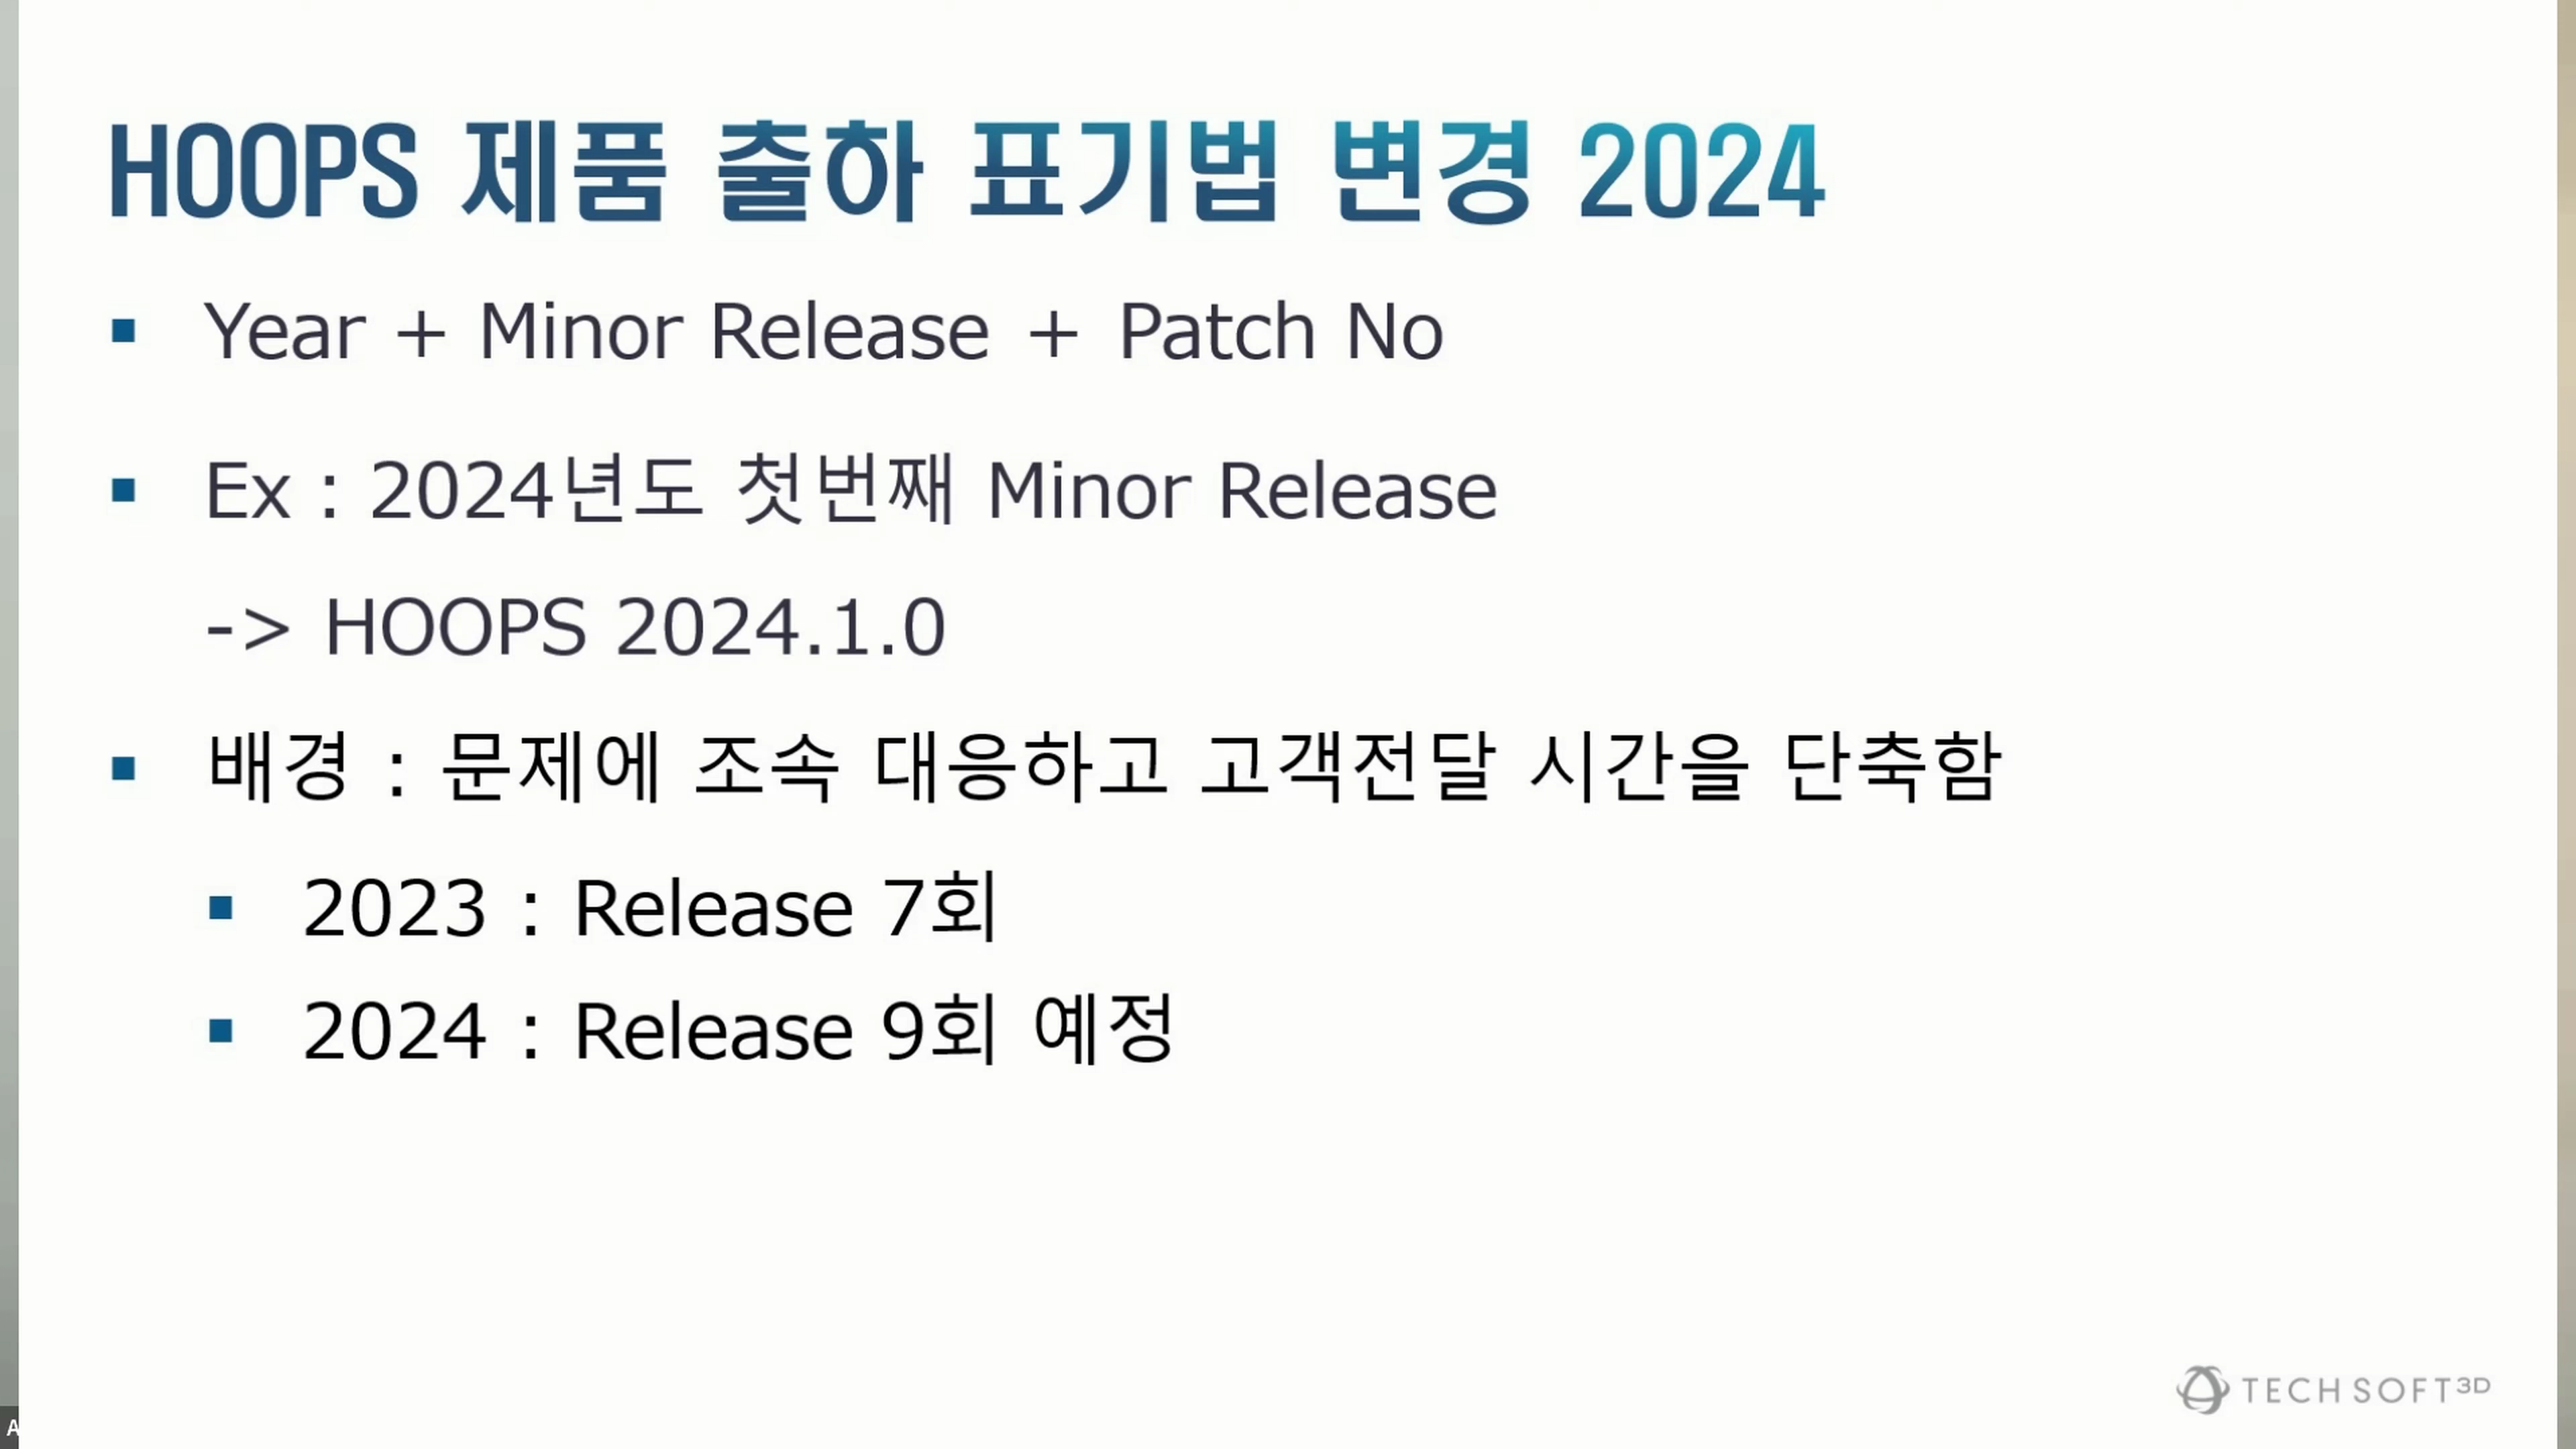 HOOPS 제품 출하 표기법 변경 2024
Year + Minor Release + Patch No
Ex : 2024년도 첫번째 Minor Release
-> HOOPS 2024.1.0
배경 : 문제에 조속 대응하고 고객전달 시간을 단축함
2023 : Release 7회
2024 : Release 9회 예정
TECH SOFT 3D
A